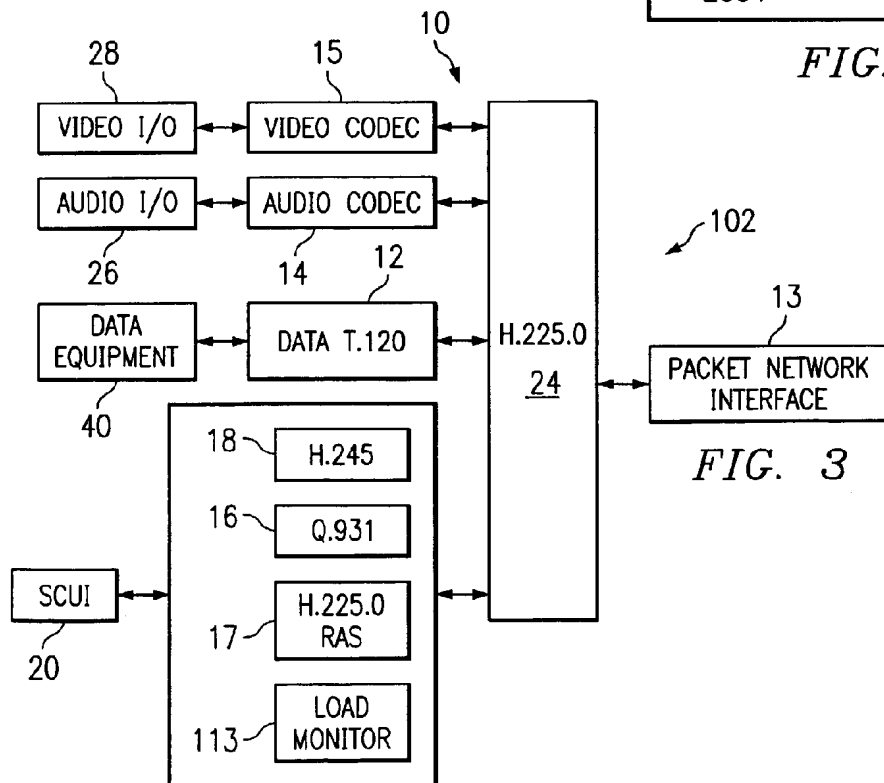 FIG.
10
28
15
VIDEO I/O
VIDEO CODEC
AUDIO I/O
AUDIO CODEC
26
14
12
102
DATA
EQUIPMENT
DATA T.120
H.225.0
24
13
PACKET NETWORK
INTERFACE
40
FIG. 3
18
H.245
16
Q.931
SCUI
20
17
H.225.0
RAS
113
LOAD
MONITOR